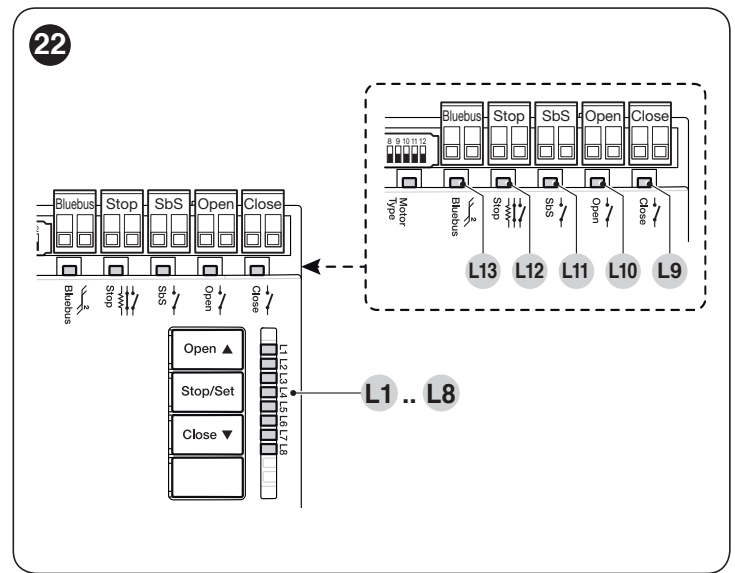 22
Bluebus Stop SbS Open Close
8 9 10 11 12
Motor Type
Bluebus
Stop
SbS
Open
Close
L13 L12 L11 L10 L9
Bluebus Stop SbS Open Close
2
Bluebus
2
Stop
SbS
Open
Close
Open ▲
Stop/Set
Close ▼
L1
L2
L3
L4
L5
L6
L7
L8
L1 .. L8